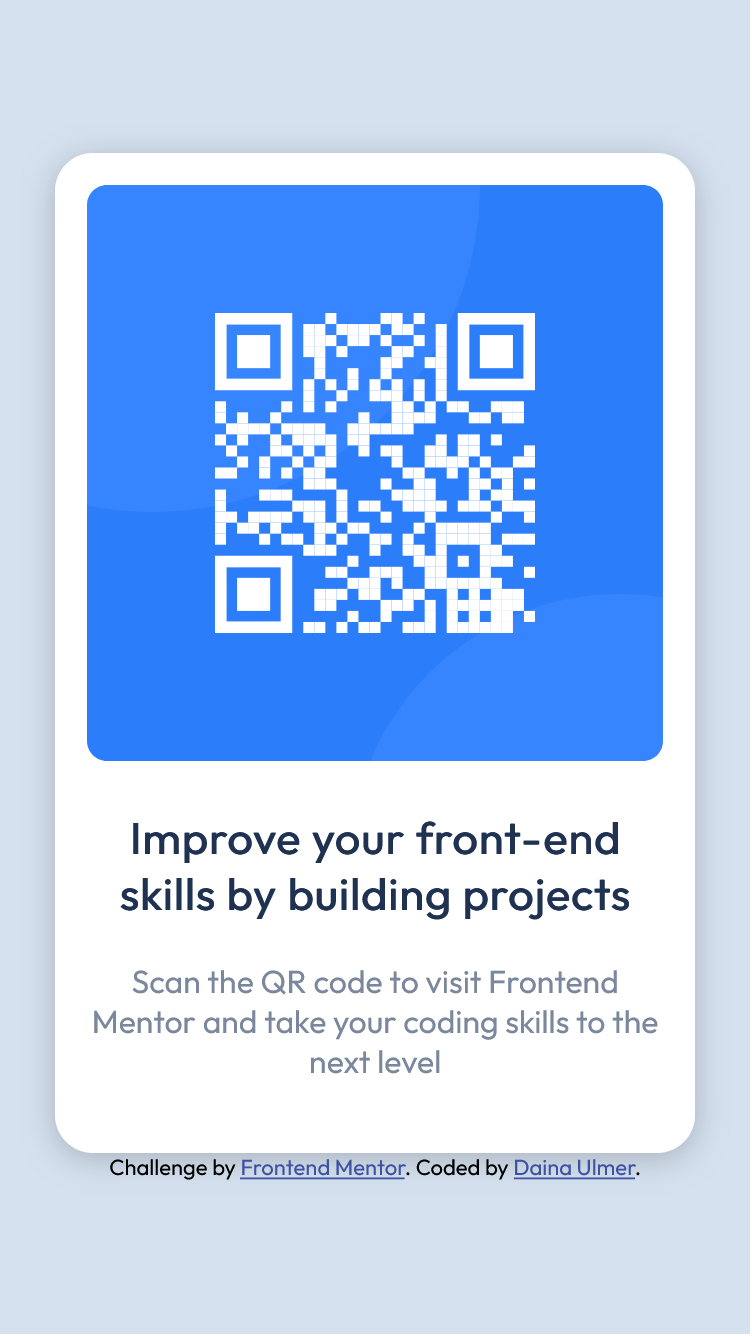 Improve your front-end
skills by building projects
Scan the QR code to visit Frontend
Mentor and take your coding skills to the
next level
Challenge by Frontend Mentor. Coded by Daina Ulmer.